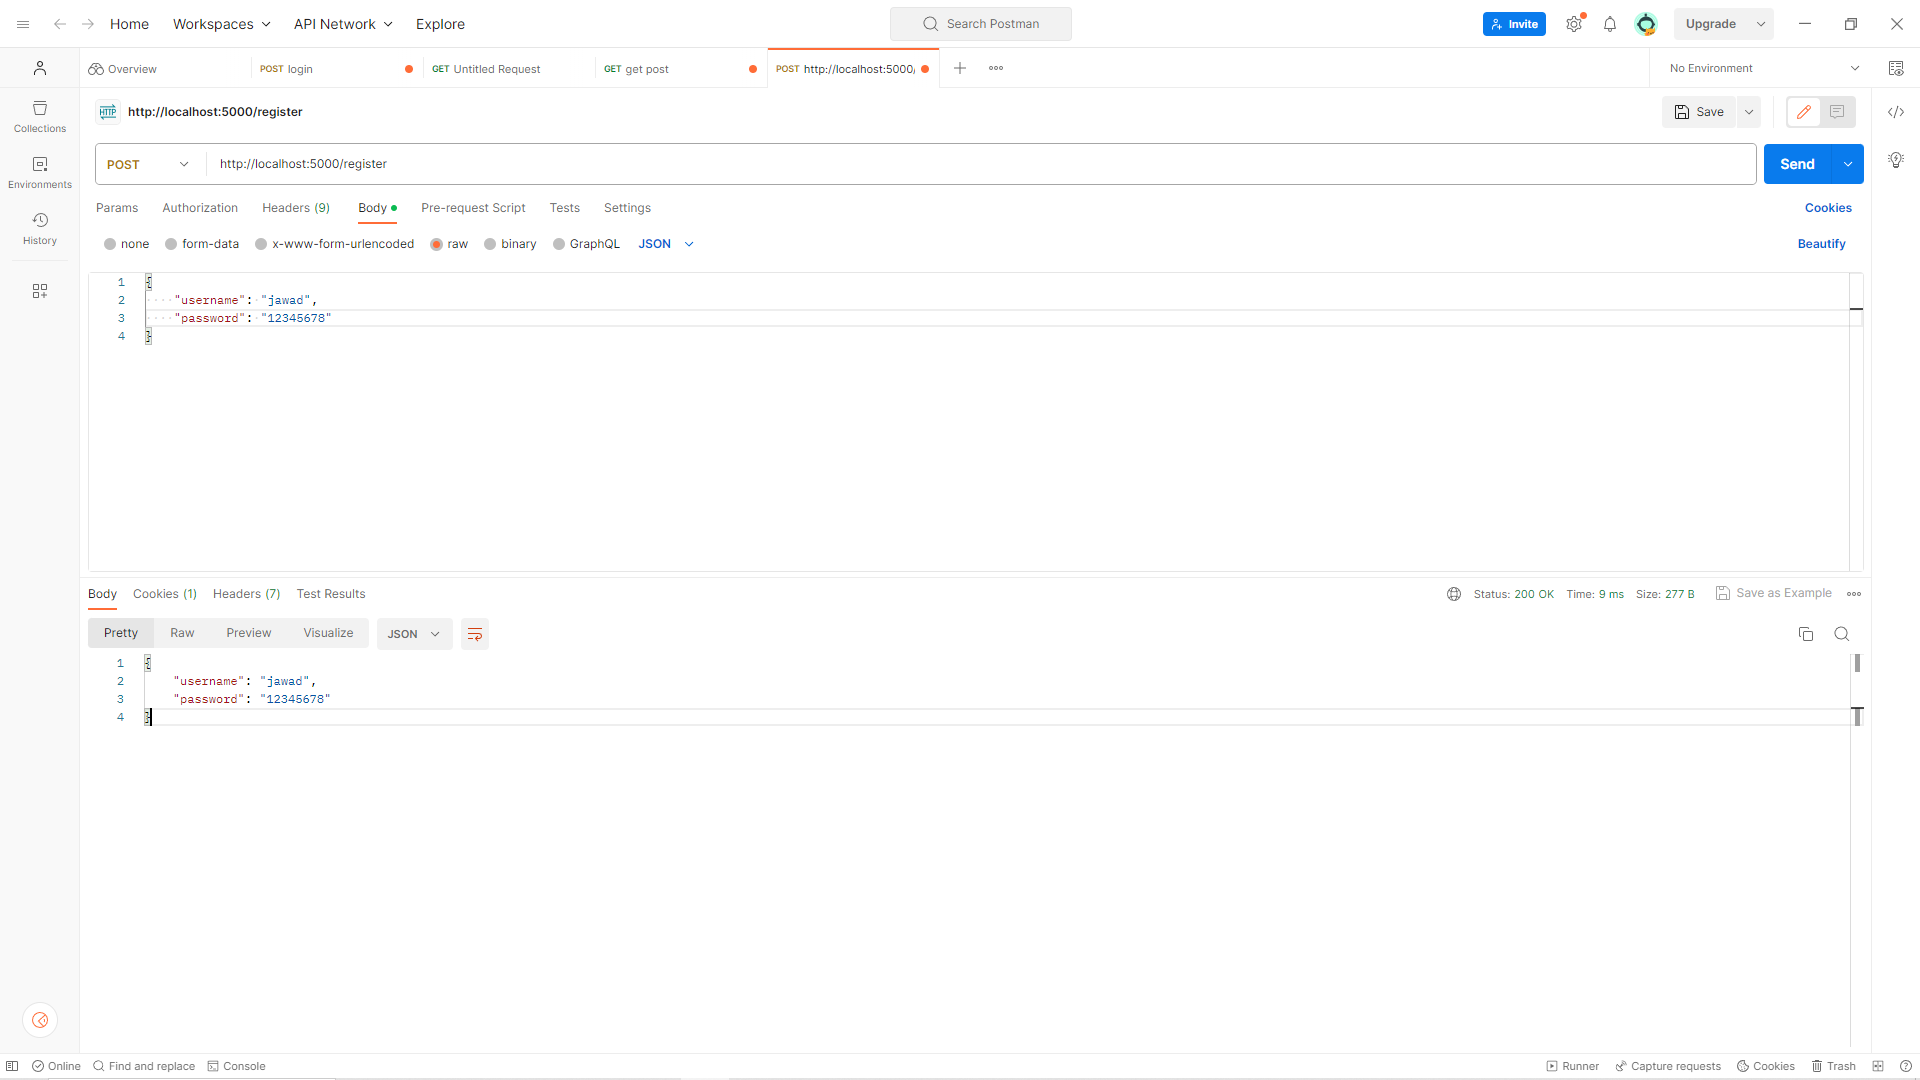 Home Workspaces API Network Explore Search Postman Invite Upgrade
Overview POST login GET Untitled Request GET get post POST http://localhost:5000/ No Environment
HTTP http://localhost:5000/register Save
POST http://localhost:5000/register Send
Params Authorization Headers (9) Body Pre-request Script Tests Settings Cookies
none form-data x-www-form-urlencoded raw binary GraphQL JSON Beautify
1 {
2 "username": "jawad",
3 "password": "12345678"
4 }
Collections
Environments
History
Body Cookies (1) Headers (7) Test Results Status: 200 OK Time: 9 ms Size: 277 B Save as Example
Pretty Raw Preview Visualize JSON
1 {
2 "username": "jawad",
3 "password": "12345678"
4 }
Online Find and replace Console Runner Capture requests Cookies Trash